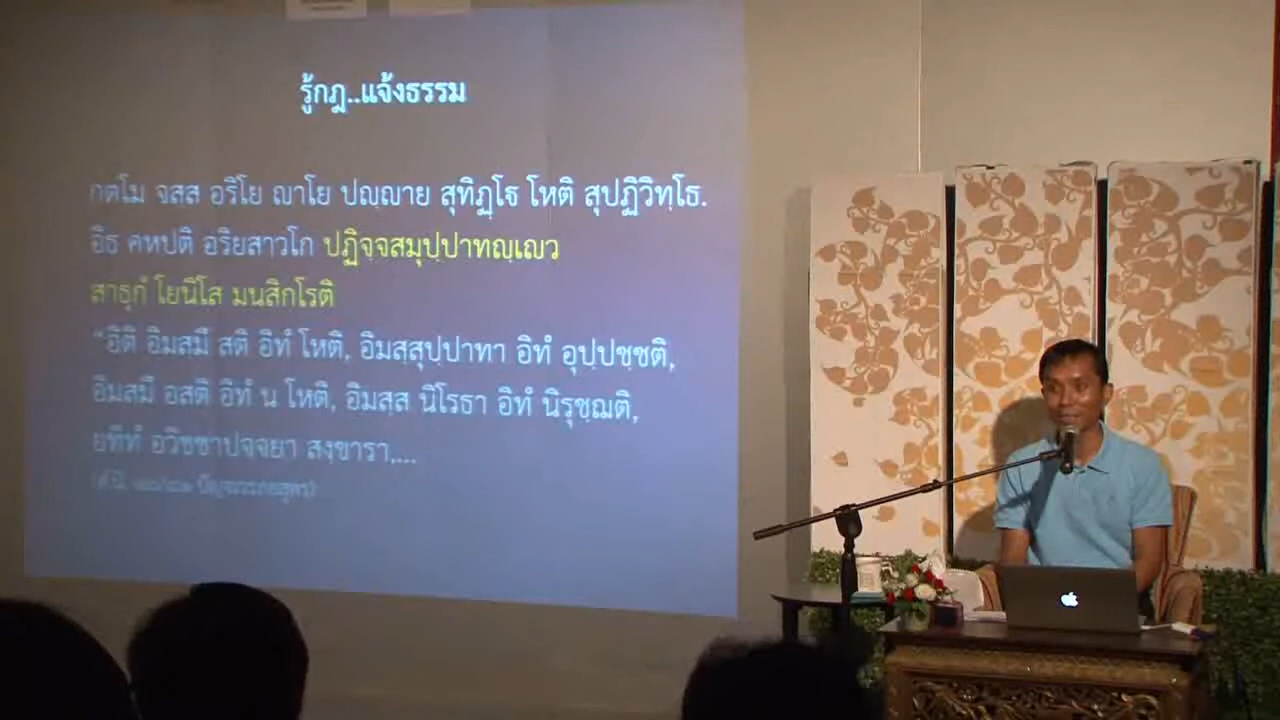 รู้กฎ..แจ้งธรรม
กตโม จสฺส อริโย ญาโย ปญฺญาย สุทิฏฺโฐ โหติ สุปฏิวิทฺโธ.
อิธ คหปติ อริยสาวโก ปฏิจฺจสมุปฺปาทญฺเญว
สาธุกํ โยนิโส มนสิกโรติ
“อิติ อิมสฺมึ สติ อิทํ โหติ, อิมสฺสุปฺปาทา อิทํ อุปฺปชฺชติ,
อิมสฺมึ อสติ อิทํ น โหติ, อิมสฺส นิโรธา อิทํ นิรุชฺฌติ,
ยทิทํ อวิชฺชาปจฺจยา สงฺขารา,...